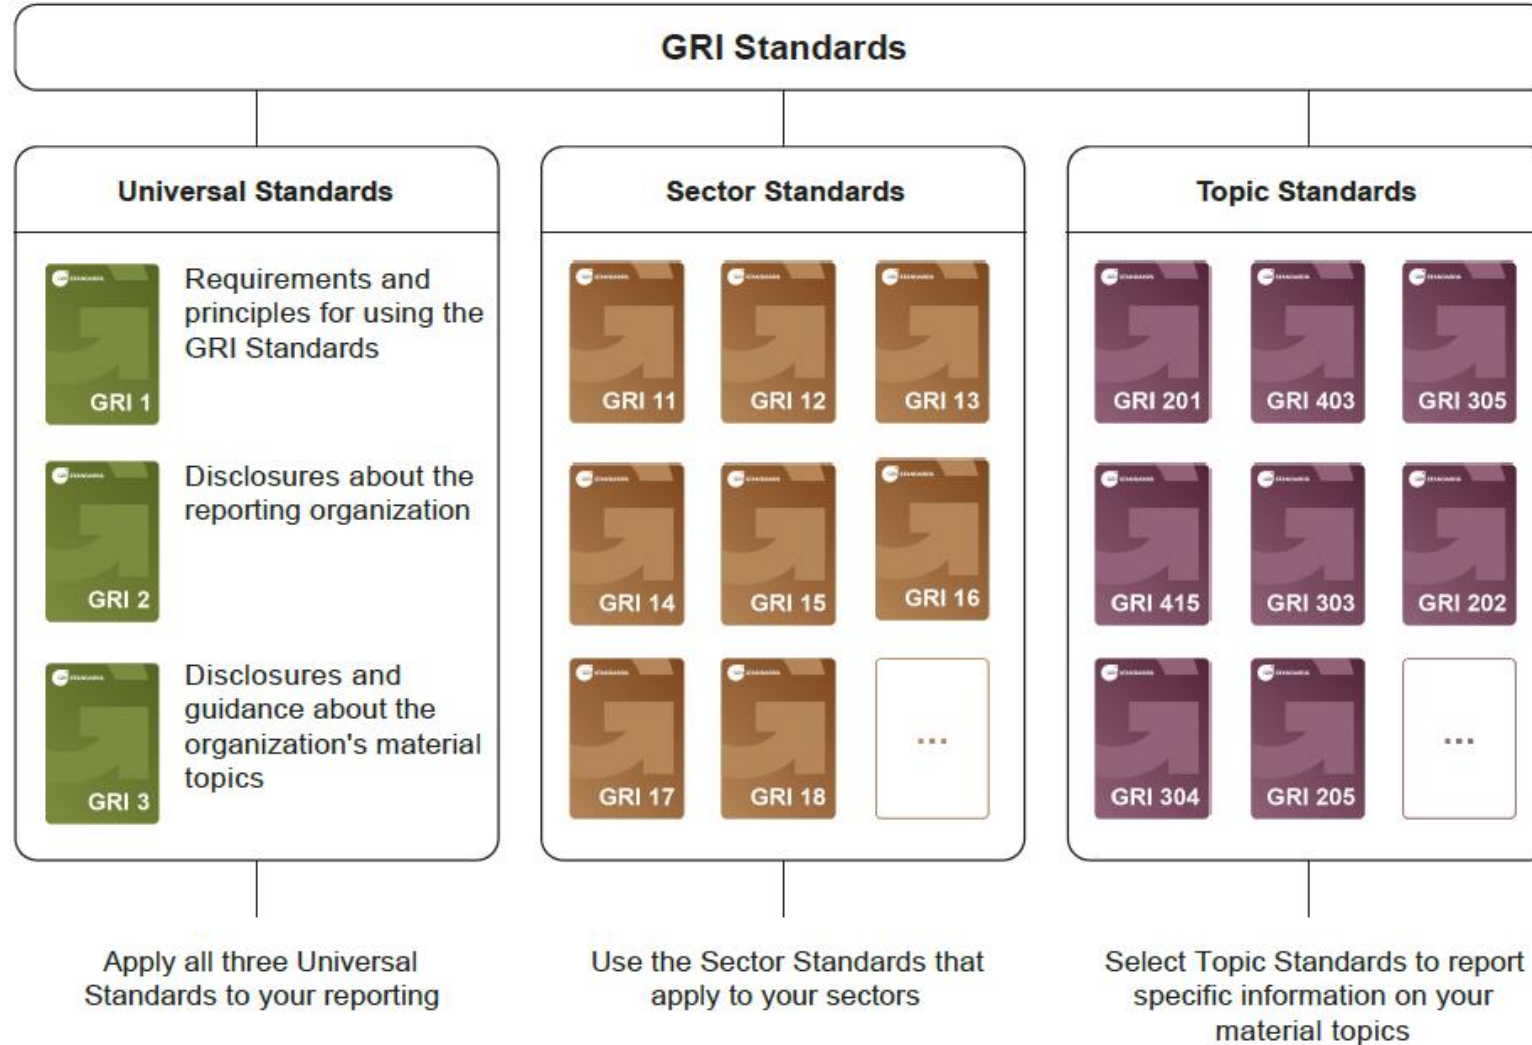 GRI Standards
Universal Standards
GRI 1
Requirements and
principles for using the
GRI Standards
GRI 2
Disclosures about the
reporting organization
GRI 3
Disclosures and
guidance about the
organization's material
topics
Apply all three Universal
Standards to your reporting
Sector Standards
GRI 11
GRI 12
GRI 13
GRI 14
GRI 15
GRI 16
GRI 17
GRI 18
...
Use the Sector Standards that
apply to your sectors
Topic Standards
GRI 201
GRI 403
GRI 305
GRI 415
GRI 303
GRI 202
GRI 304
GRI 205
...
Select Topic Standards to report
specific information on your
material topics